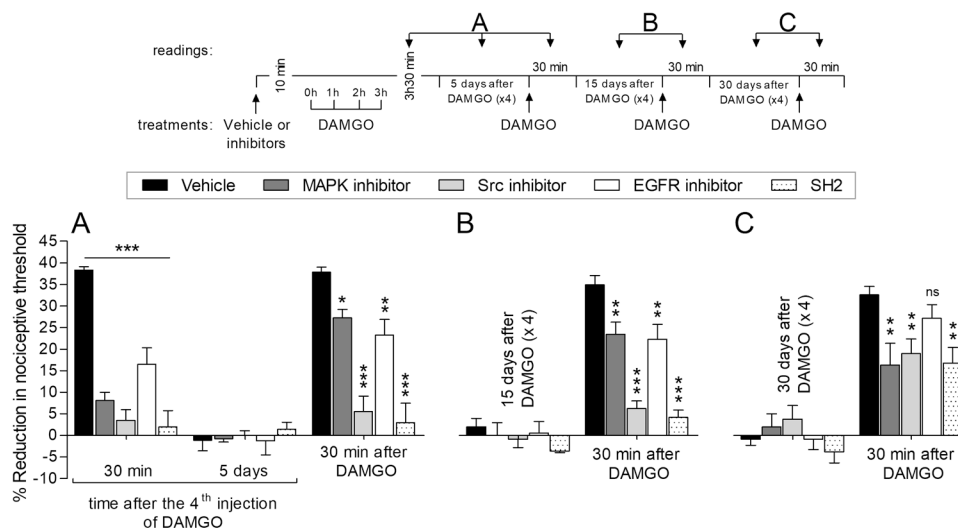 A B C
readings:
10 min
3h30 min
30 min 30 min 30 min
0h 1h 2h 3h
5 days after
DAMGO (x4)
15 days after
DAMGO (x4)
30 days after
DAMGO (x4)
treatments: Vehicle or
inhibitors
DAMGO DAMGO DAMGO DAMGO
Vehicle MAPK inhibitor Src inhibitor EGFR inhibitor SH2
A
% Reduction in nociceptive threshold
45
40
35
30
25
20
15
10
5
0
-5
-10
***
* *** ** ***
30 min 5 days
30 min after
DAMGO
time after the 4th injection
of DAMGO
B
15 days after
DAMGO (x 4)
** *** ** ***
30 min after
DAMGO
C
30 days after
DAMGO (x 4)
** ** ns **
30 min after
DAMGO